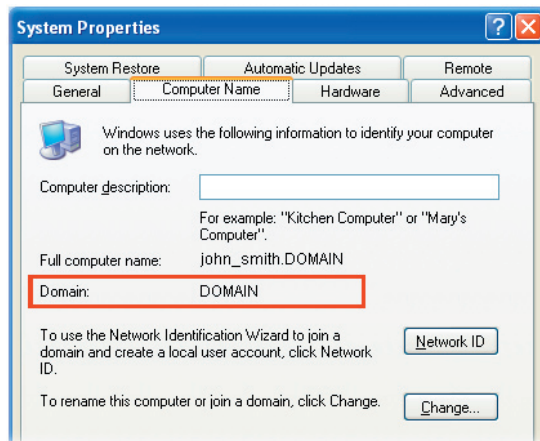 System Properties
System Restore Automatic Updates Remote
General Computer Name Hardware Advanced
Windows uses the following information to identify your computer
on the network.
Computer description:
For example: "Kitchen Computer" or "Mary's
Computer".
Full computer name: john_smith.DOMAIN
Domain: DOMAIN
To use the Network Identification Wizard to join a
domain and create a local user account, click Network
ID.
Network ID
To rename this computer or join a domain, click Change.
Change...